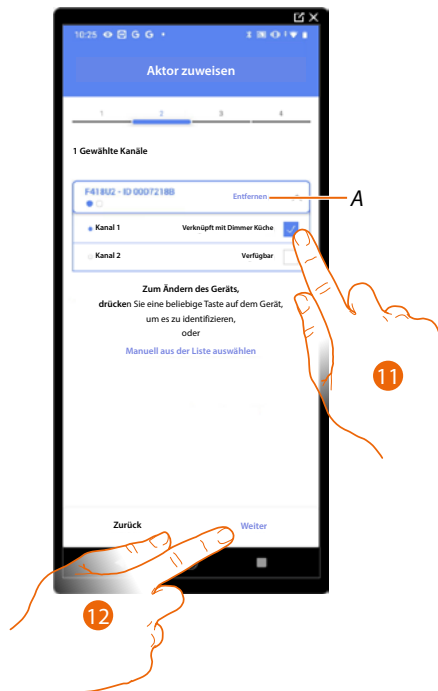 10:25 G G
Aktor zuweisen
1 2 3 4
1 Gewählte Kanäle
F418U2 - ID 0007218B Entfernen A
Kanal 1 Verknüpft mit Dimmer Küche
Kanal 2 Verfügbar
Zum Ändern des Geräts,
drücken Sie eine beliebige Taste auf dem Gerät,
um es zu identifizieren,
oder
Manuell aus der Liste auswählen
11
Zurück Weiter
12